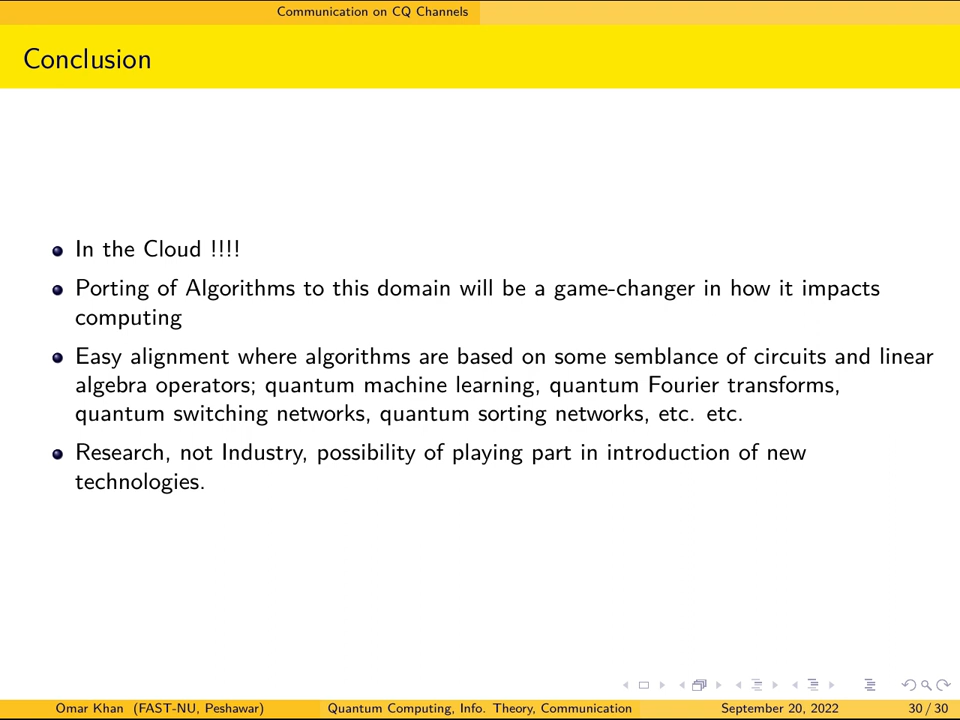 Communication on CQ Channels
Conclusion
In the Cloud !!!!
Porting of Algorithms to this domain will be a game-changer in how it impacts
computing
Easy alignment where algorithms are based on some semblance of circuits and linear
algebra operators; quantum machine learning, quantum Fourier transforms,
quantum switching networks, quantum sorting networks, etc. etc.
Research, not Industry, possibility of playing part in introduction of new
technologies.
Omar Khan (FAST-NU, Peshawar) Quantum Computing, Info. Theory, Communication September 20, 2022 30 / 30